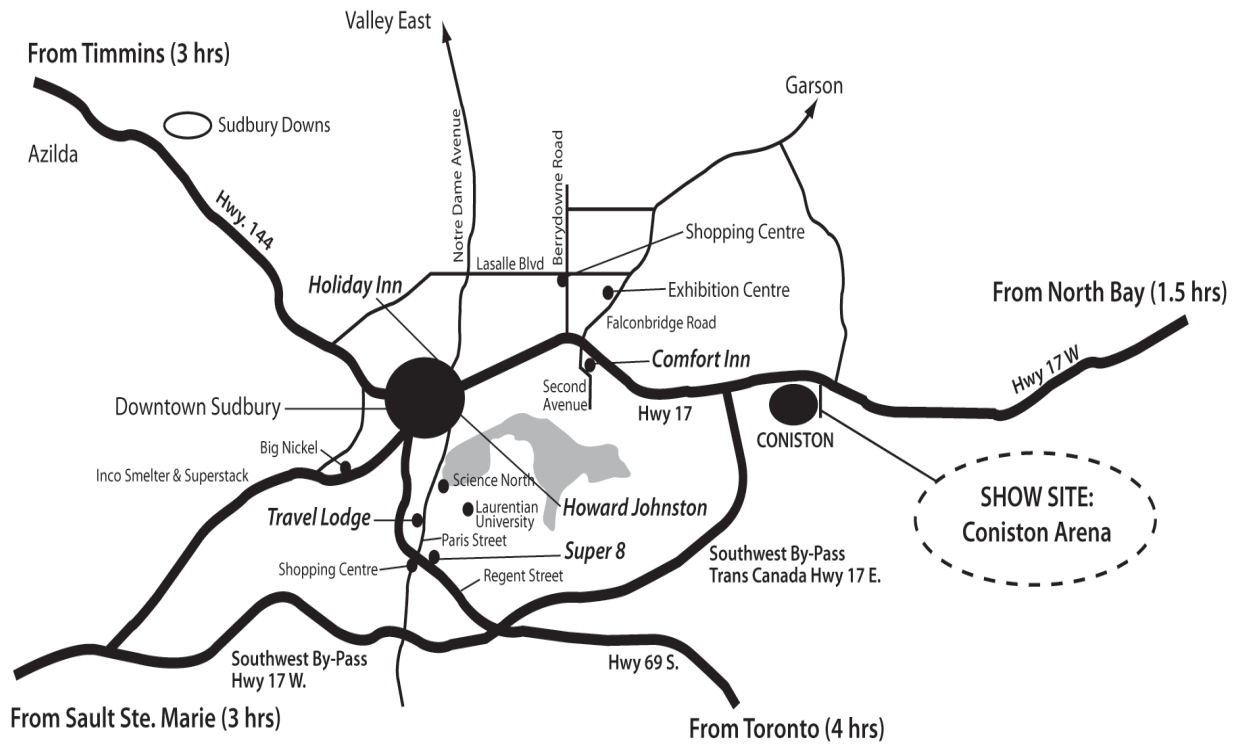 Valley East
From Timmins (3 hrs)
Garson
Sudbury Downs
Azilda
Notre Dame Avenue
Berrydowne Road
Hwy. 144
Shopping Centre
Lasalle Blvd
Holiday Inn
Exhibition Centre
From North Bay (1.5 hrs)
Falconbridge Road
Comfort Inn
Hwy 17 W
Second
Avenue
Hwy 17
Downtown Sudbury
CONISTON
Big Nickel
Inco Smelter & Superstack
Science North
SHOW SITE:
Coniston Arena
Howard Johnston
Laurentian
University
Travel Lodge
Paris Street
Super 8
Southwest By-Pass
Trans Canada Hwy 17 E.
Shopping Centre
Regent Street
Southwest By-Pass
Hwy 17 W.
Hwy 69 S.
From Sault Ste. Marie (3 hrs)
From Toronto (4 hrs)